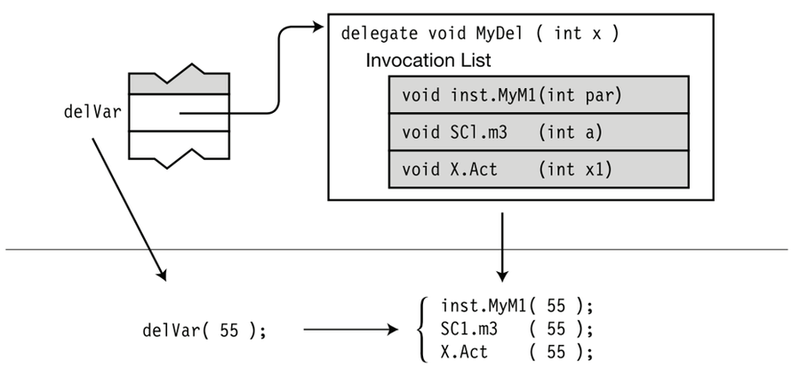 delegate void MyDel ( int x )
Invocation List
void inst.MyM1(int par)
delVar
void SCl.m3 (int a)
void X.Act (int x1)
delVar( 55 );
inst.MyM1( 55 );
SC1.m3 ( 55 );
X.Act ( 55 );